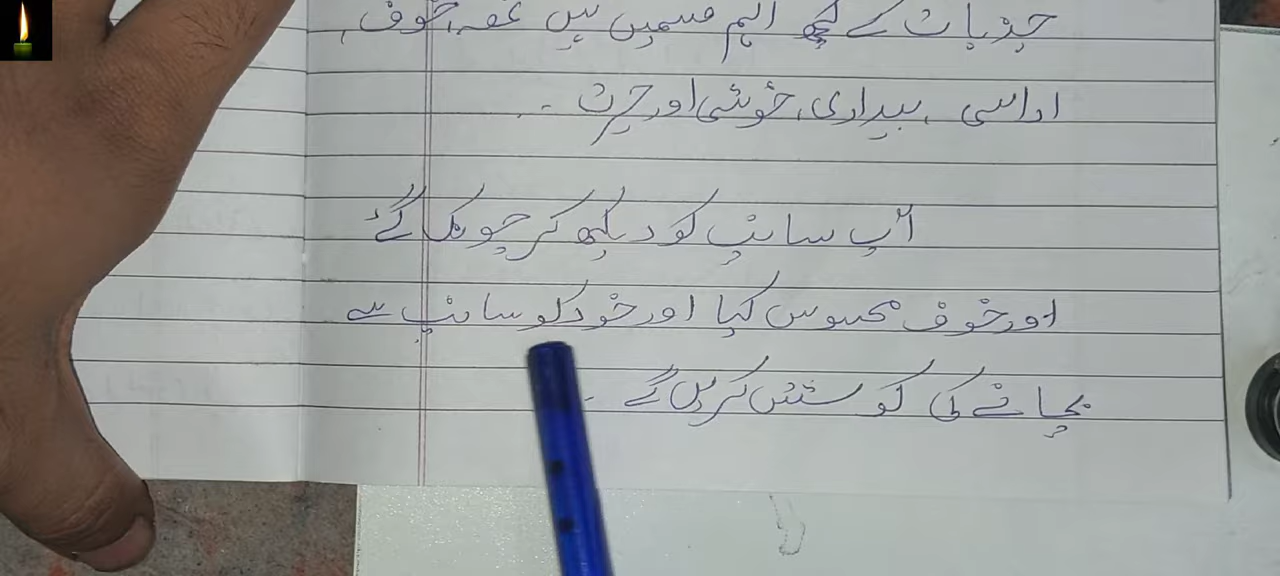 جذبات کے کچھ اہم قسمیں ہیں غصہ، خوف،
اداسی، بیداری، خوشی اور حیرت ۔
آپ سانپ کو دیکھ کر چونک گئے
اور خوف محسوس کیا اور خود کو سانپ سے
بچانے کی کوشش کریں گے ۔